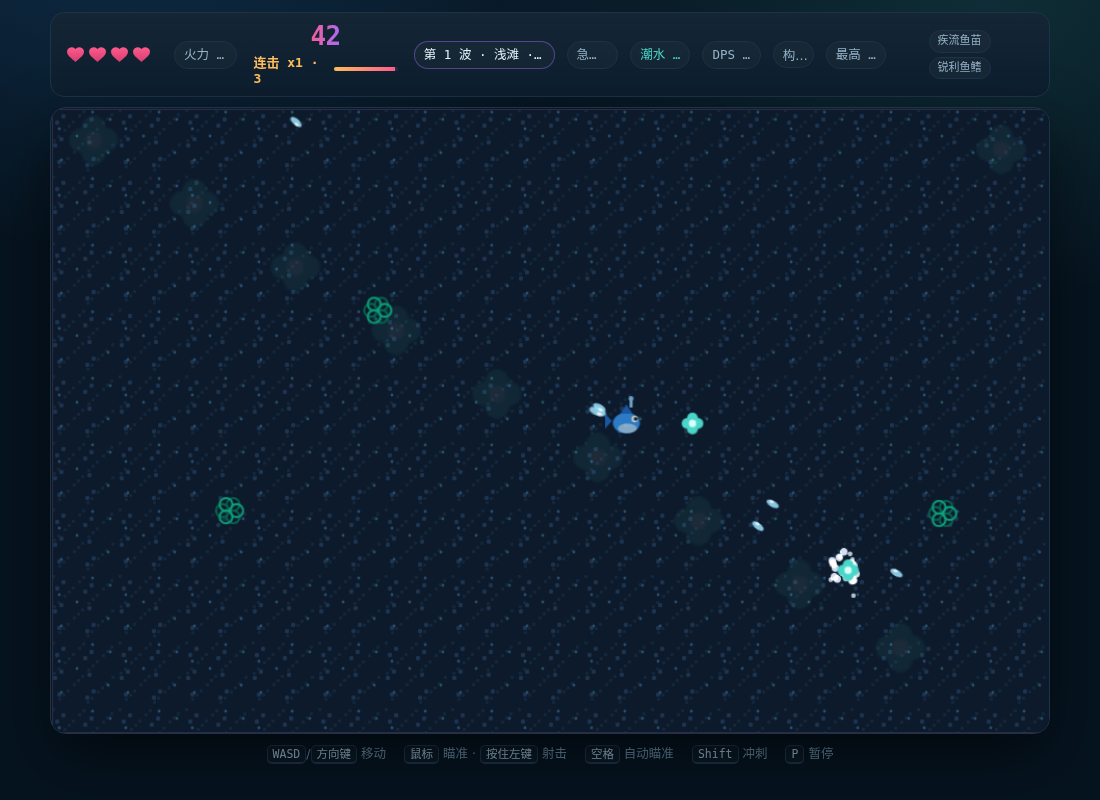 火力 …
42
连击 x1 ·
3
第 1 波 · 浅滩 ·…
急…
潮水 …
DPS …
构…
最高 …
疾流鱼苗
锐利鱼鳍
WASD/方向键 移动 鼠标 瞄准 · 按住左键 射击 空格 自动瞄准 Shift 冲刺 P 暂停